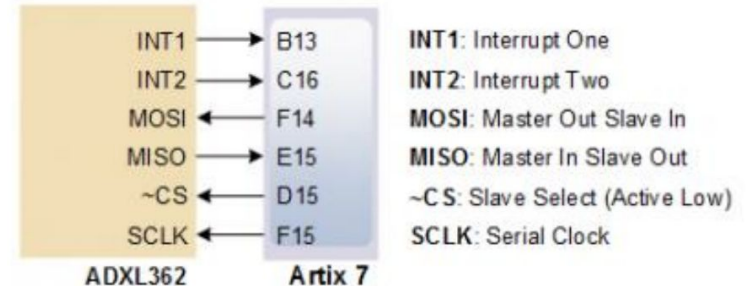 INT1 B13 INT1: Interrupt One
INT2 C16 INT2: Interrupt Two
MOSI F14 MOSI: Master Out Slave In
MISO E15 MISO: Master In Slave Out
~CS D15 ~CS: Slave Select (Active Low)
SCLK F15 SCLK: Serial Clock
ADXL362 Artix 7